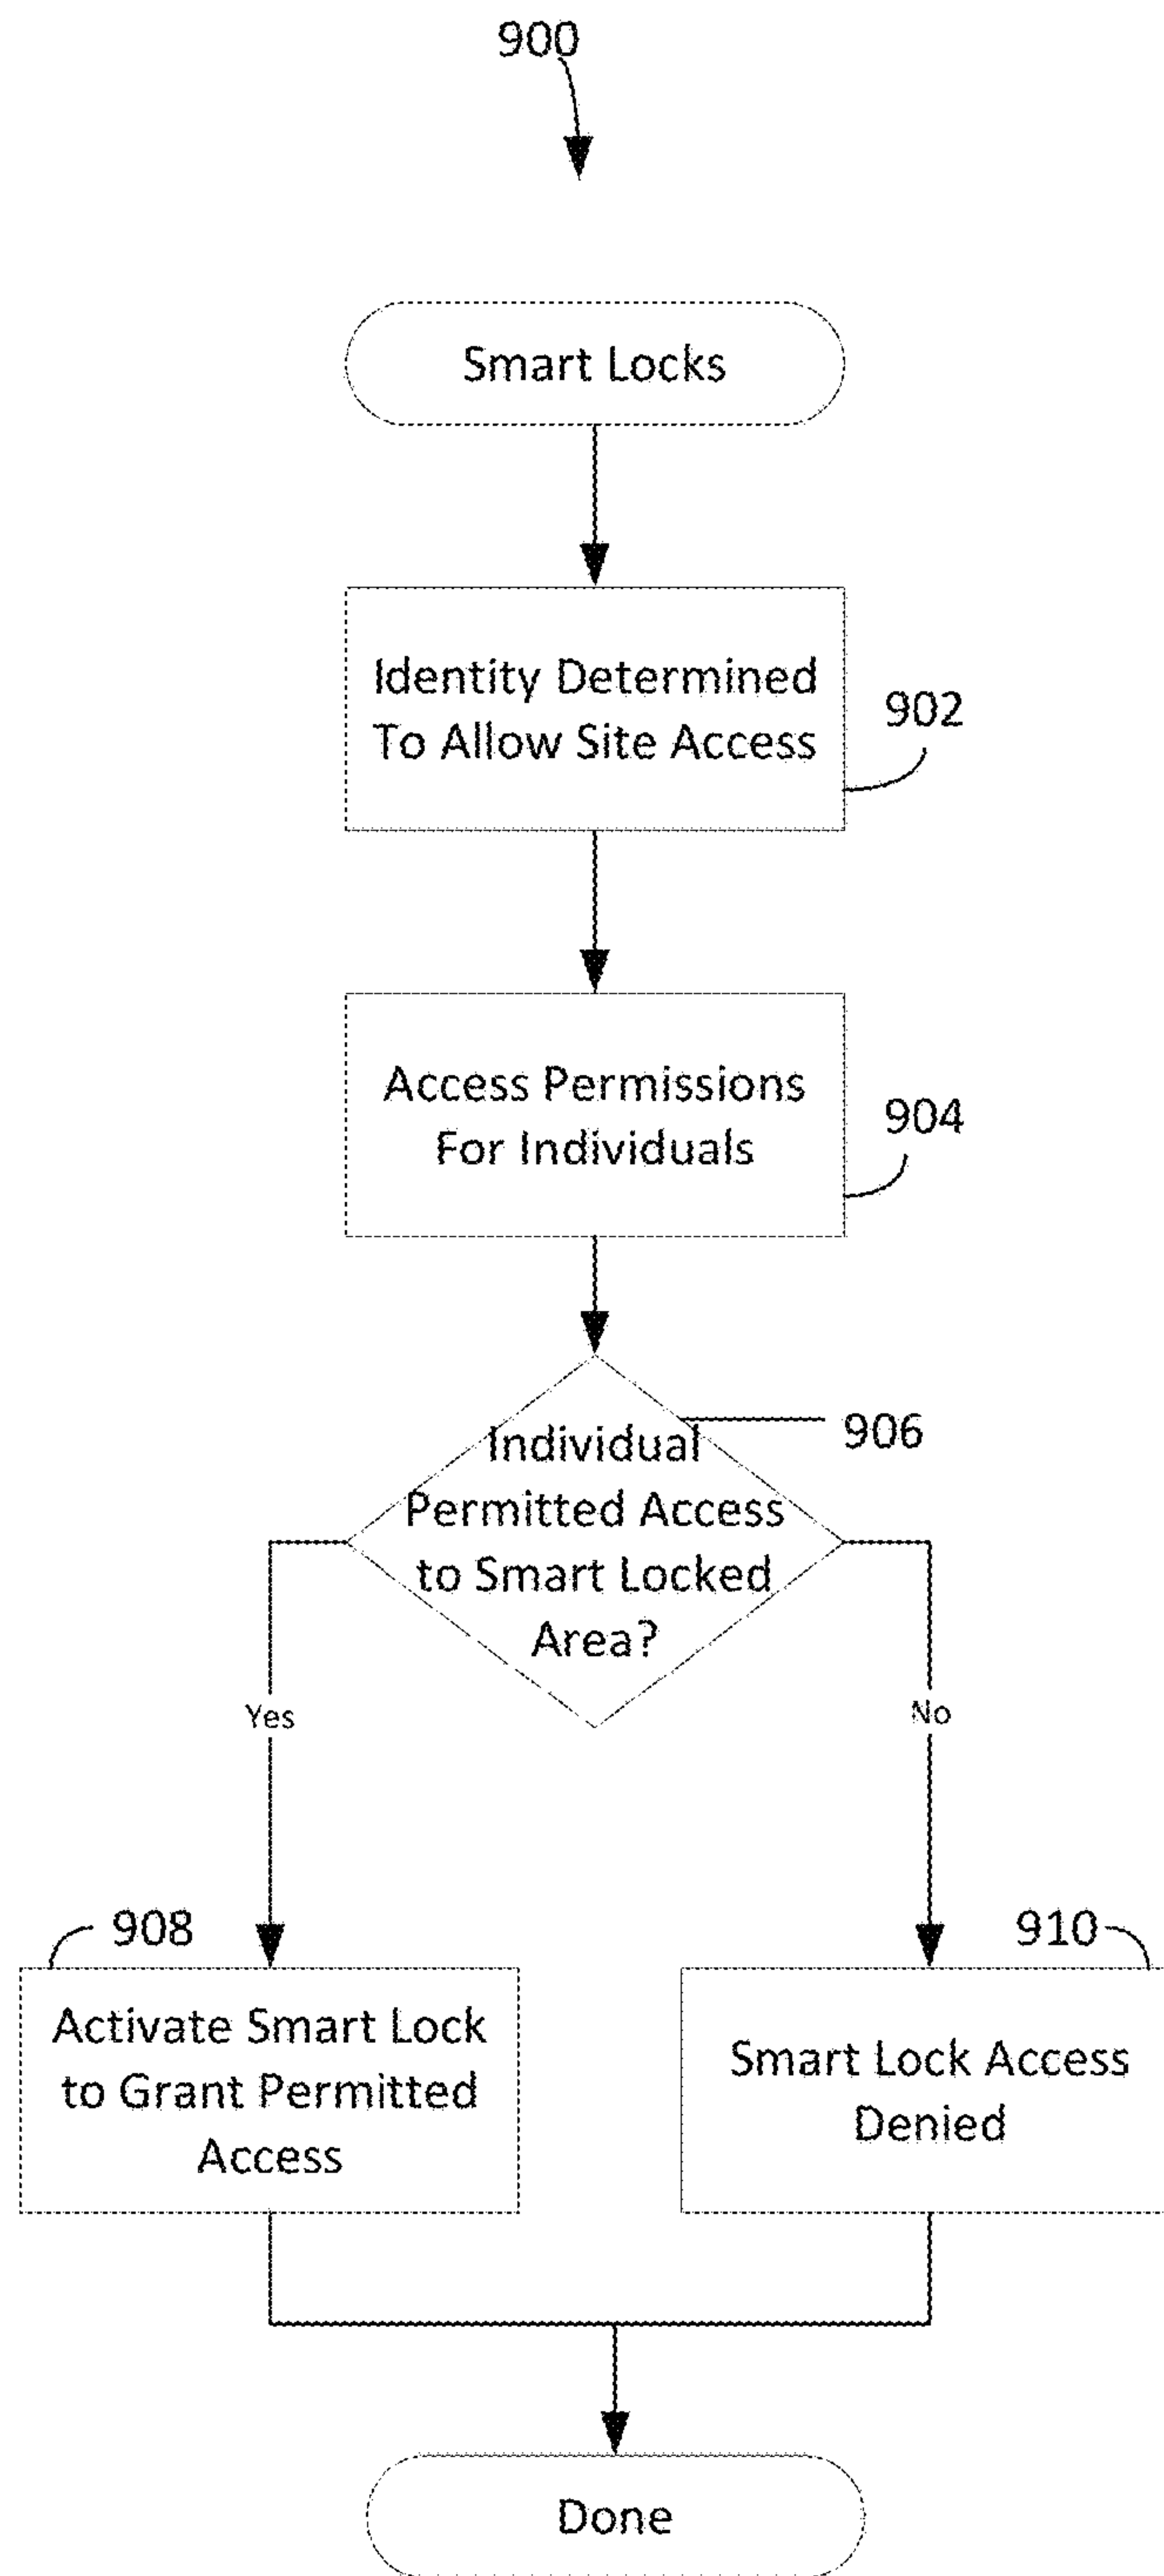 900
Smart Locks
Identity Determined
To Allow Site Access
902
Access Permissions
For Individuals
904
906
Individual
Permitted Access
to Smart Locked
Area?
Yes
No
908
910
Activate Smart Lock
to Grant Permitted
Access
Smart Lock Access
Denied
Done